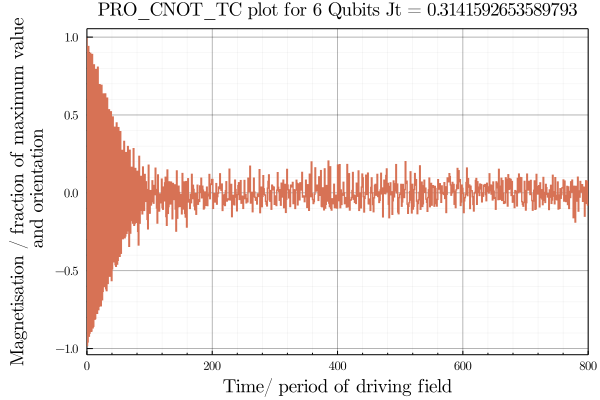 PRO_CNOT_TC plot for 6 Qubits Jt = 0.3141592653589793
Magnetisation / fraction of maximum value
and orientation
1.0
0.5
0.0
−0.5
−1.0
0 200 400 600 800
Time/ period of driving field